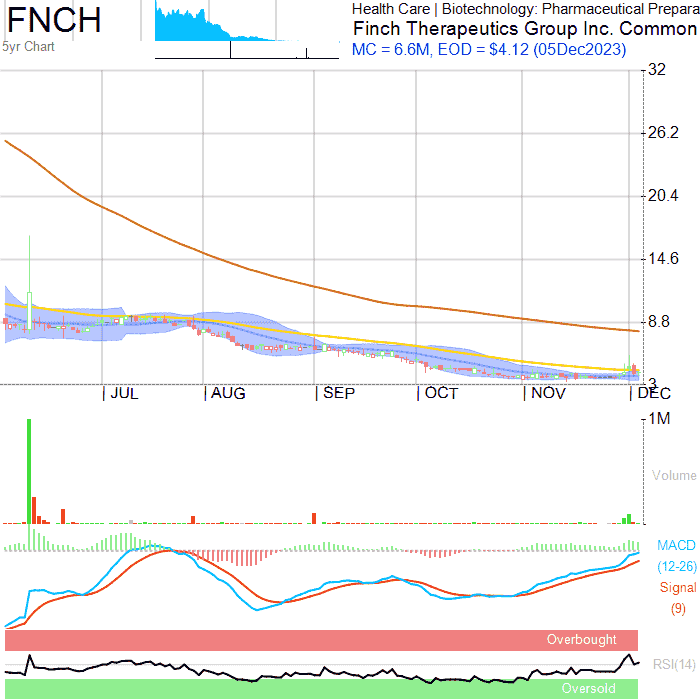 FNCH
5yr Chart
Health Care | Biotechnology: Pharmaceutical Prepara
Finch Therapeutics Group Inc. Common
MC = 6.6M, EOD = $4.12 (05Dec2023)
32
26.2
20.4
14.6
8.8
3
JUL
AUG
SEP
OCT
NOV
DEC
1M
Volume
MACD
(12-26)
Signal
(9)
Overbought
RSI(14)
Oversold